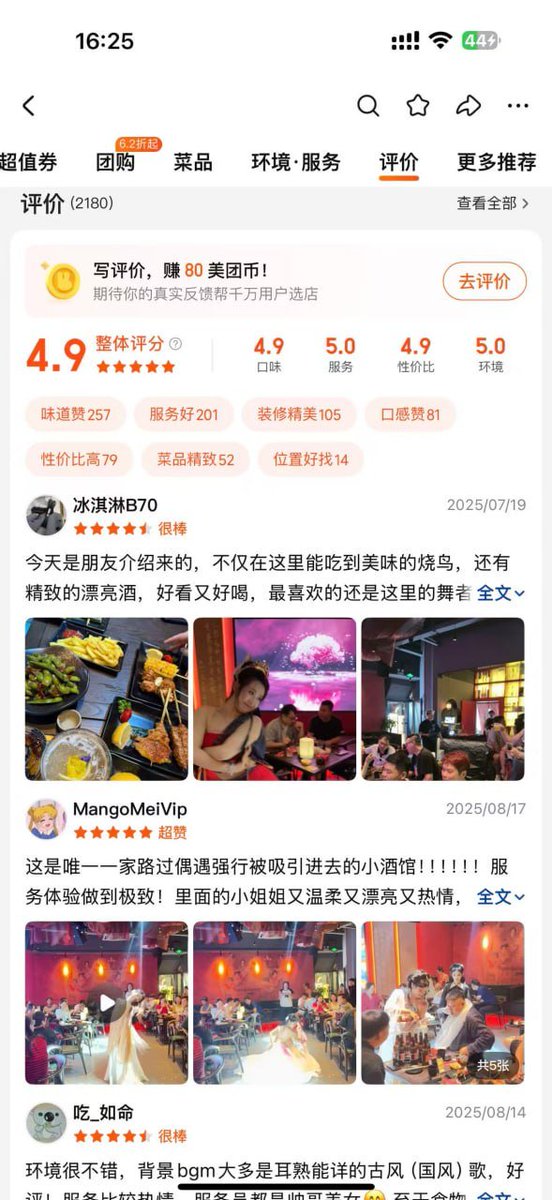 16:25
44
6.2折起
超值券 团购 菜品 环境·服务 评价 更多推荐
评价 (2180) 查看全部 >
写评价，赚 80 美团币！
期待你的真实反馈帮千万用户选店
去评价
4.9 整体评分 ?
4.9 5.0 4.9 5.0
口味 服务 性价比 环境
味道赞257 服务好201 装修精美105 口感赞81
性价比高79 菜品精致52 位置好找14
冰淇淋B70 2025/07/19
很棒
今天是朋友介绍来的，不仅在这里能吃到美味的烧鸟，还有
精致的漂亮酒，好看又好喝，最喜欢的还是这里的舞者 全文
MangoMeiVip 2025/08/17
超赞
这是唯一一家路过偶遇强行被吸引进去的小酒馆！！！！！！服
务体验做到极致！里面的小姐姐又温柔又漂亮又热情， 全文
共5张
吃_如命 2025/08/14
很棒
环境很不错，背景bgm大多是耳熟能详的古风（国风）歌，好
评！服务比较热情，服务员都是帅哥美女😁 至于食物 全文